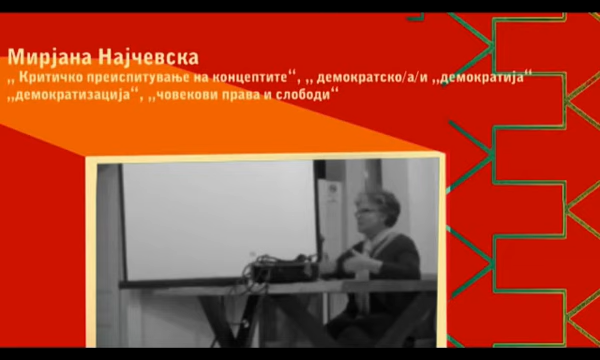 Мирјана Најчевска
,, Критичко преиспитување на концептите“, ,, демократско/а/и ,,демократија“
,,демократизација“, ,,човекови права и слободи“